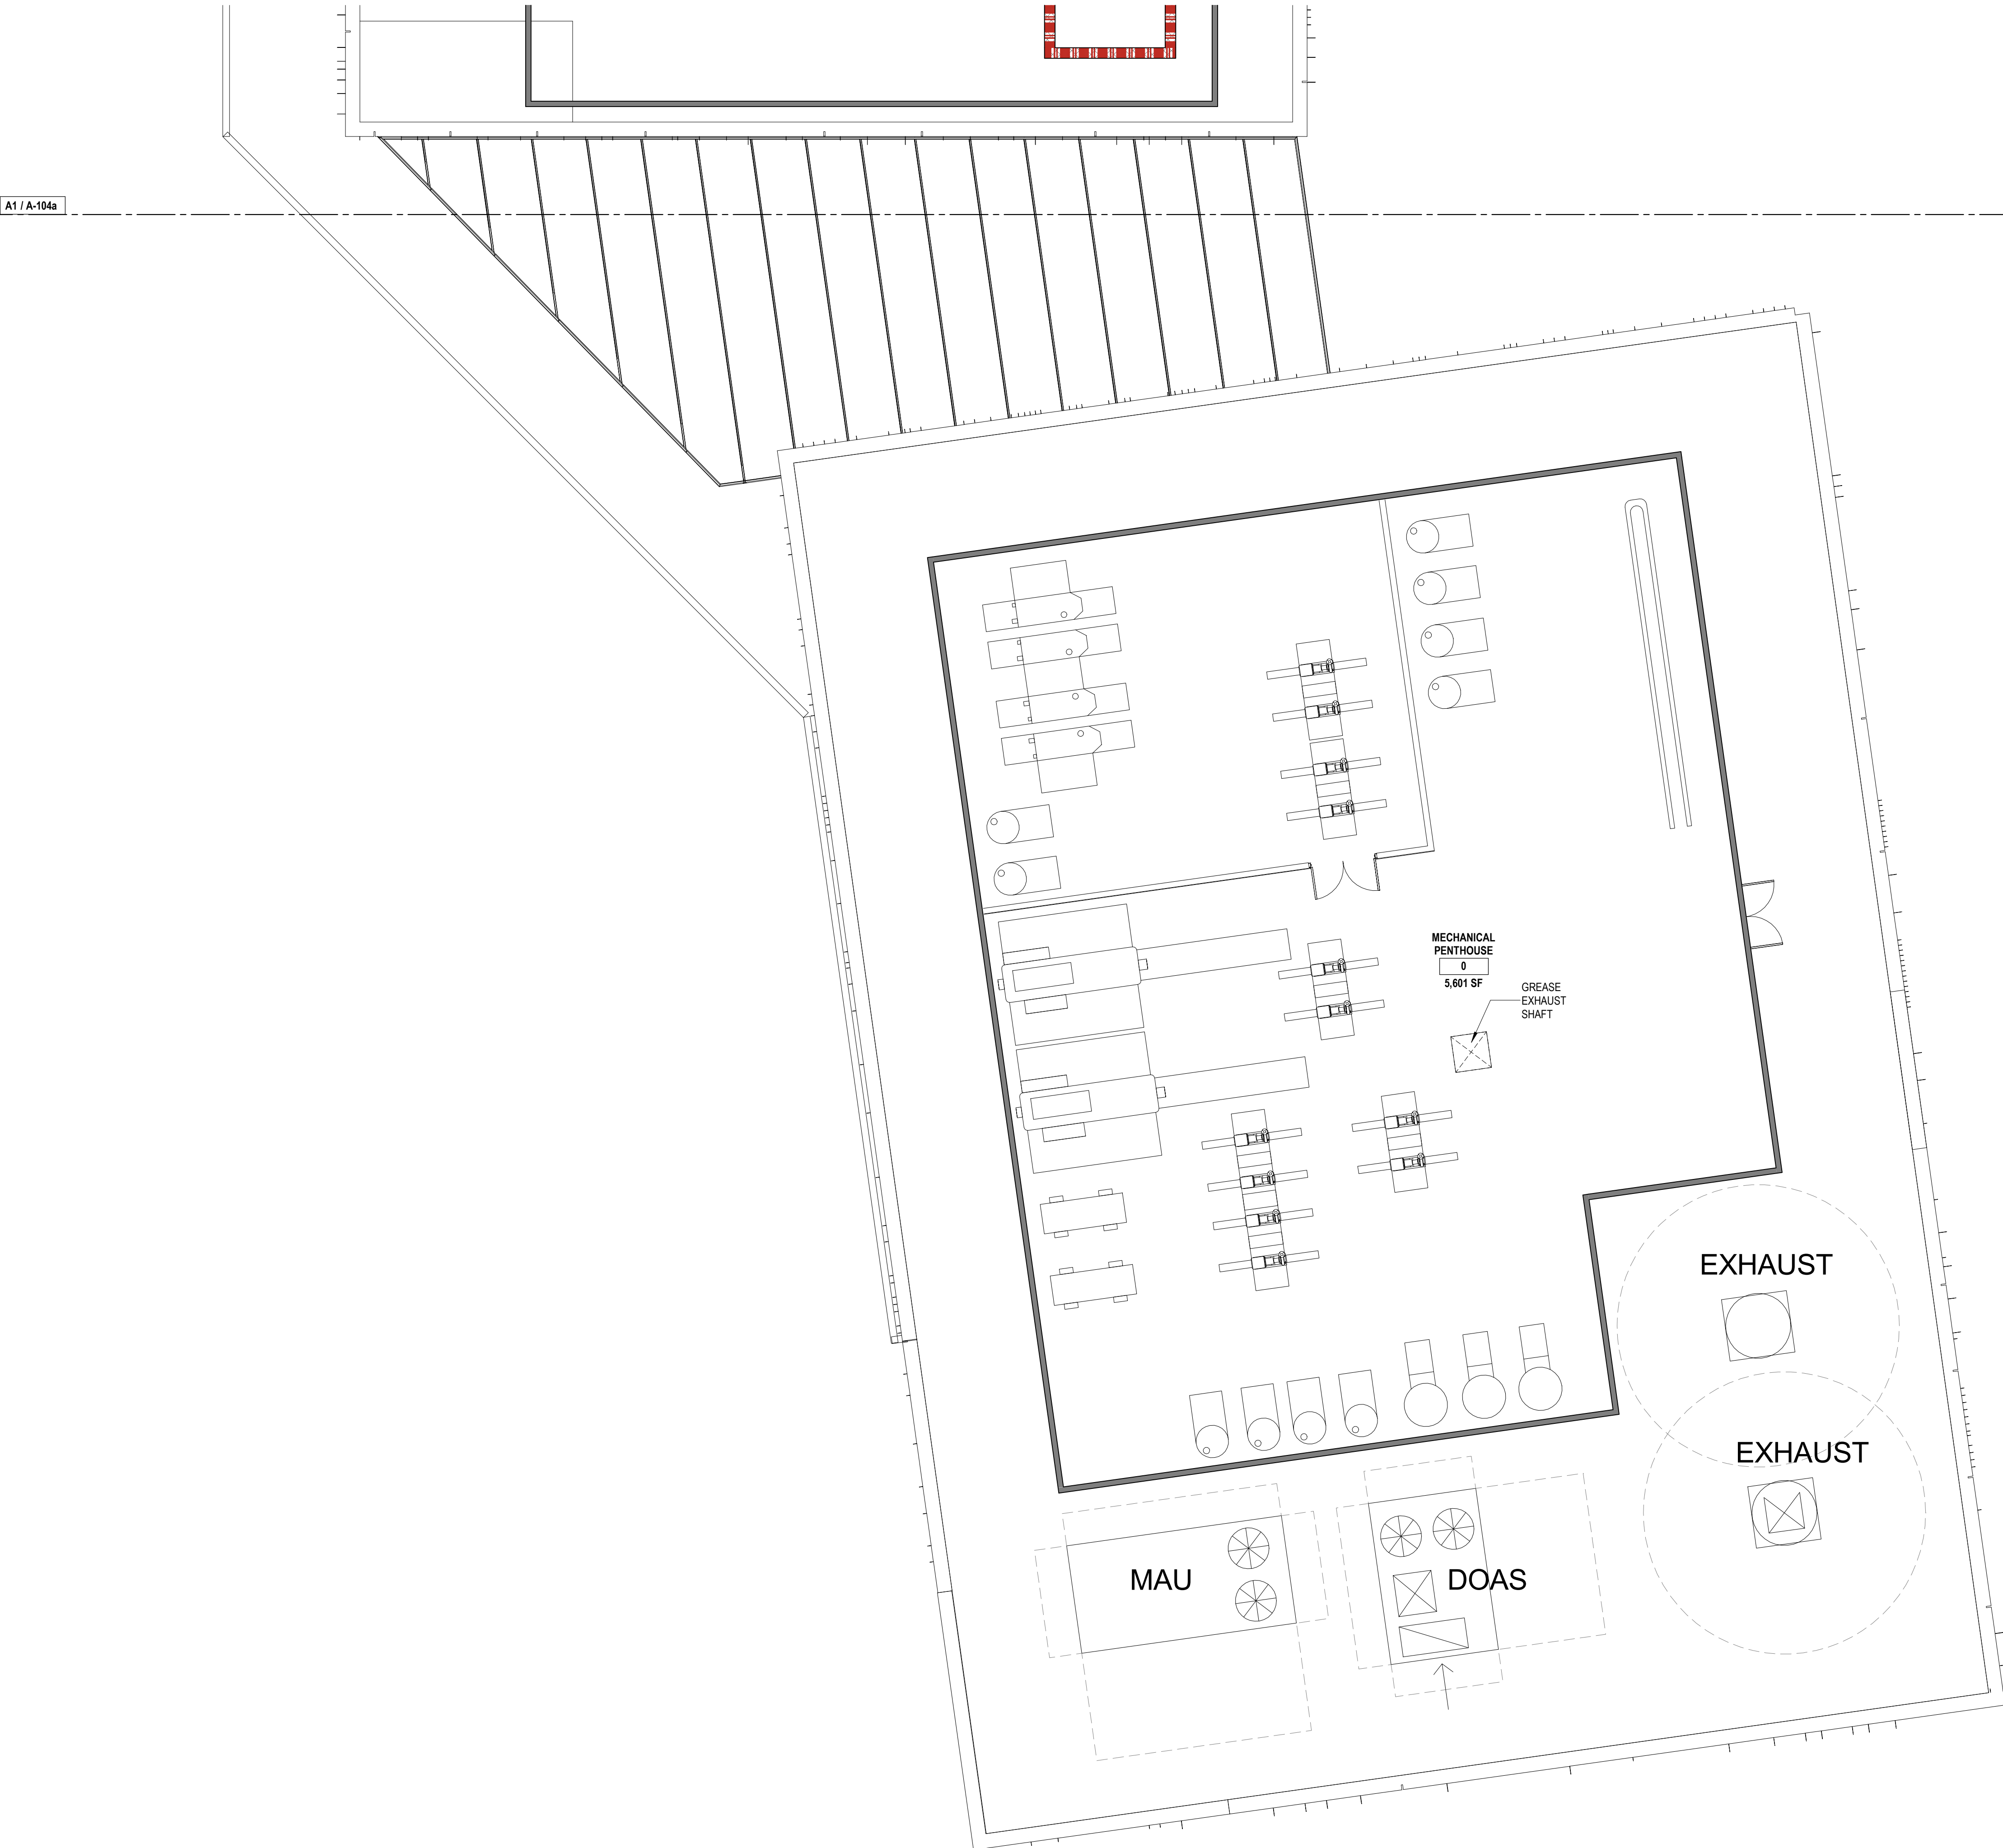 A1 / A-104a
MECHANICAL
PENTHOUSE
0
5,601 SF
GREASE
EXHAUST
SHAFT
EXHAUST
EXHAUST
MAU
DOAS